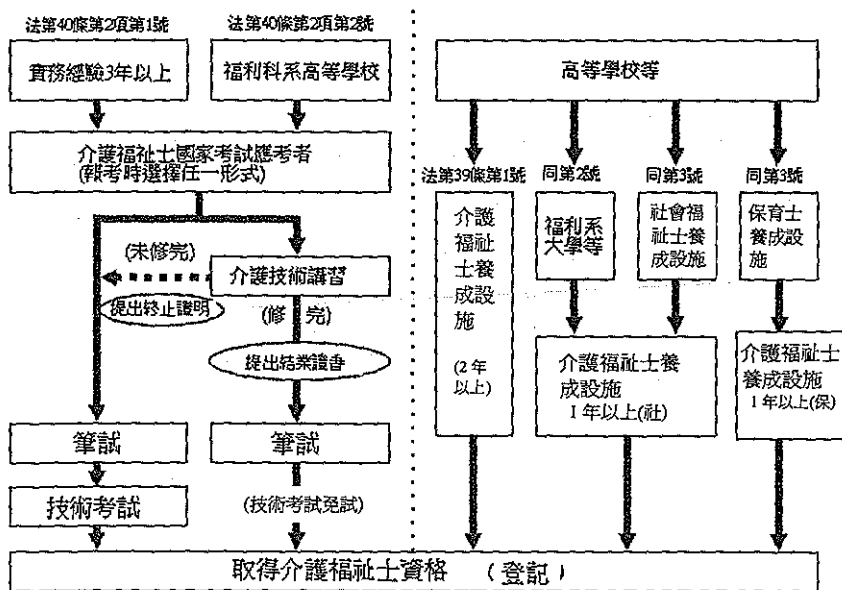 法第40條第2項第1號
法第40條第2項第2號
實務經驗3年以上
福利科系高等學校
高等學校等
介護福祉士國家考試應考者
(報考時選擇任一形式)
法第39條第1號
同第2號
同第3號
同第3號
介護
福祉
士養
成設
施
(2年
以上)
福利系
大學等
社會福
祉士養
成設施
保育士
養成設
施
(未修完)
介護技術講習
提出終止證明
(修 完)
提出結業證書
介護福祉士養
成設施
1年以上(社)
介護福祉士
養成設施
1年以上(保)
筆試
筆試
技術考試
(技術考試免試)
取得介護福祉士資格 (登記)